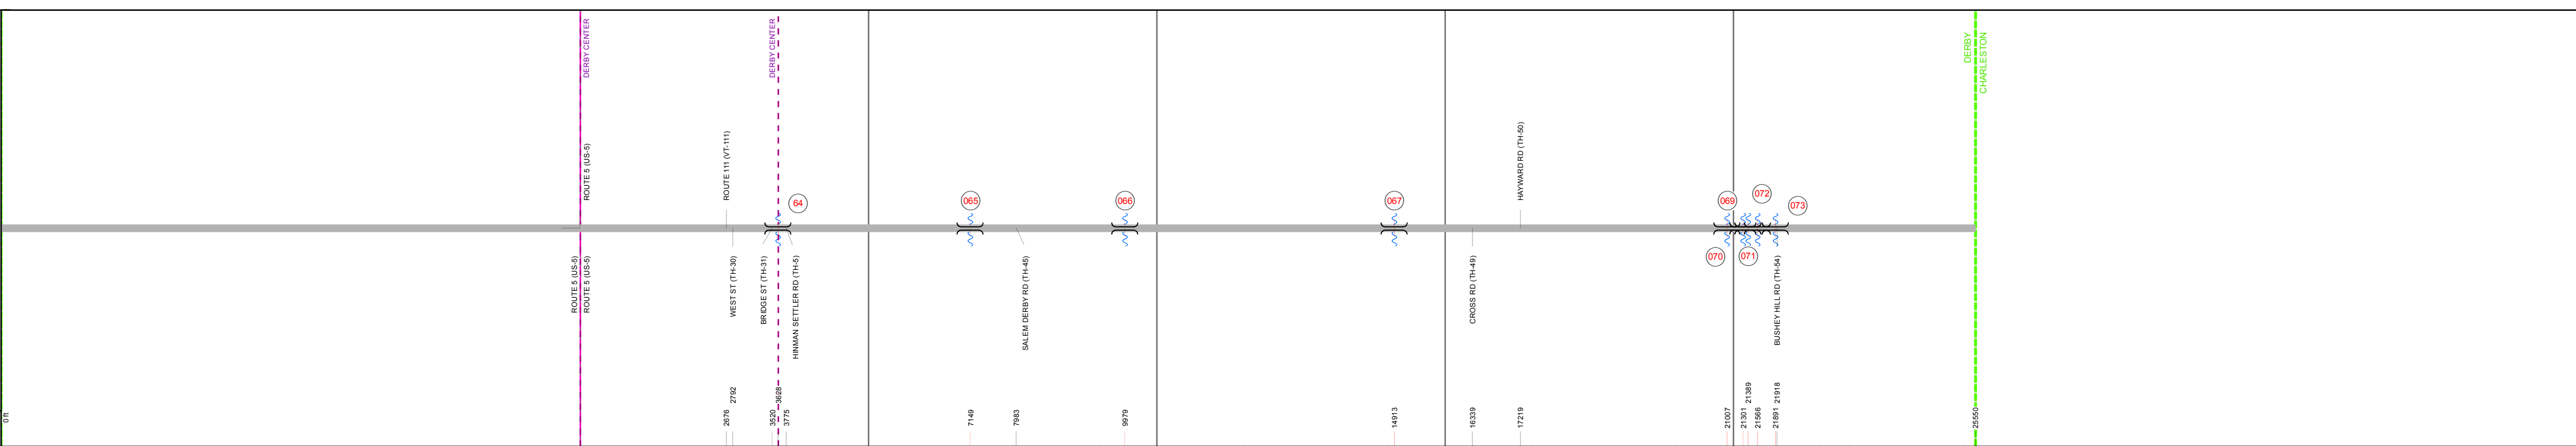 DERBY CENTER
DERBY CENTER
DERBY
CHARLESTON
ROUTE 5 (US-5)
ROUTE 111 (VT-111)
HAYWARD RD (TH-50)
64
065
066
067
069
072
073
070
071
ROUTE 5 (US-5)
ROUTE 5 (US-5)
WEST ST (TH-30)
BRIDGE ST (TH-31)
HINMAN SETTLER RD (TH-5)
SALEM DERBY RD (TH-45)
CROSS RD (TH-49)
BUSHEY HILL RD (TH-54)
0 ft
2676
2792
3520
3628
3775
7149
7983
9979
14913
16339
17219
21007
21301
21389
21566
21891
21918
25550